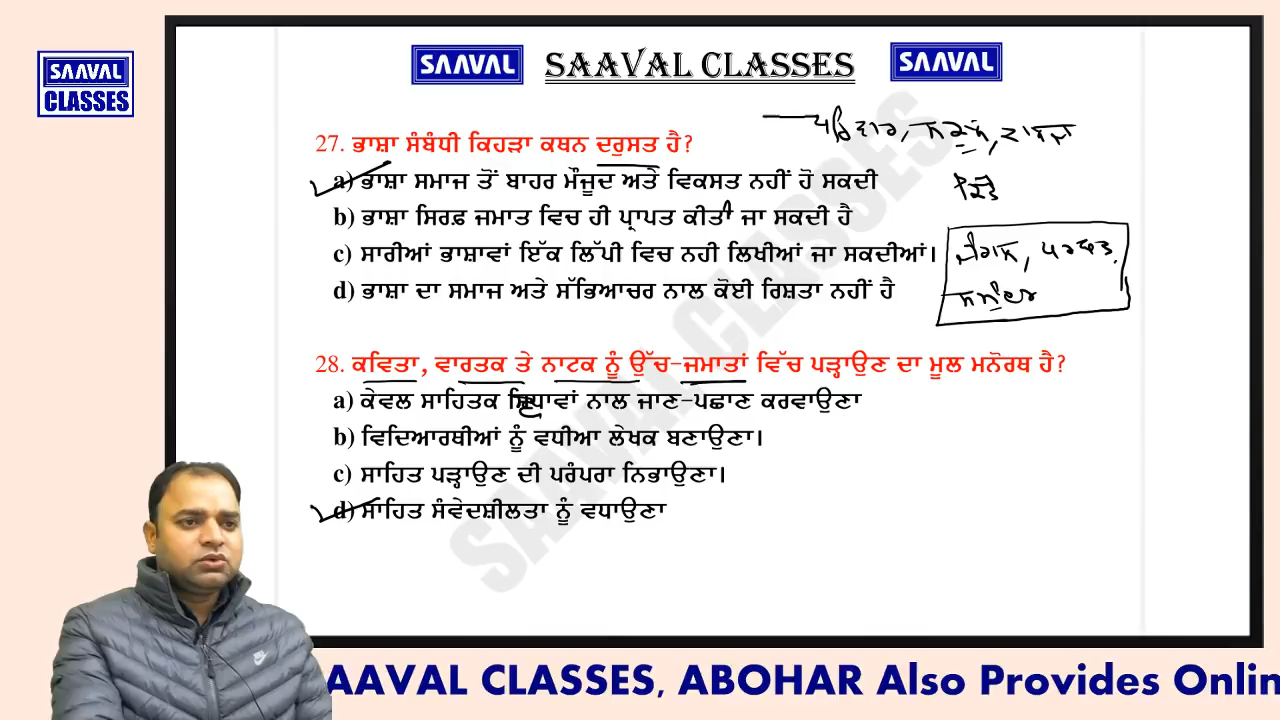 SAAVAL
CLASSES
SAAVAL
SAAVAL CLASSES
SAAVAL
27. ਭਾਸ਼ਾ ਸੰਬੰਧੀ ਕਿਹੜਾ ਕਥਨ ਦਰੁਸਤ ਹੈ?
a) ਭਾਸ਼ਾ ਸਮਾਜ ਤੋਂ ਬਾਹਰ ਮੌਜੂਦ ਅਤੇ ਵਿਕਸਤ ਨਹੀਂ ਹੋ ਸਕਦੀ
b) ਭਾਸ਼ਾ ਸਿਰਫ਼ ਜਮਾਤ ਵਿਚ ਹੀ ਪ੍ਰਾਪਤ ਕੀਤੀ ਜਾ ਸਕਦੀ ਹੈ
c) ਸਾਰੀਆਂ ਭਾਸ਼ਾਵਾਂ ਇੱਕ ਲਿੱਪੀ ਵਿਚ ਨਹੀ ਲਿਖੀਆਂ ਜਾ ਸਕਦੀਆਂ।
d) ਭਾਸ਼ਾ ਦਾ ਸਮਾਜ ਅਤੇ ਸੱਭਿਆਚਰ ਨਾਲ ਕੋਈ ਰਿਸ਼ਤਾ ਨਹੀਂ ਹੈ
28. ਕਵਿਤਾ, ਵਾਰਤਕ ਤੇ ਨਾਟਕ ਨੂੰ ਉੱਚ-ਜਮਾਤਾਂ ਵਿੱਚ ਪੜ੍ਹਾਉਣ ਦਾ ਮੂਲ ਮਨੋਰਥ ਹੈ?
a) ਕੇਵਲ ਸਾਹਿਤਕ ਨਾਲ ਜਾਣ-ਪਛਾਣ ਕਰਵਾਉਣਾ
b) ਵਿਦਿਆਰਥੀਆਂ ਨੂੰ ਵਧੀਆ ਲੇਖਕ ਬਣਾਉਣਾ।
c) ਸਾਹਿਤ ਪੜ੍ਹਾਉਣ ਦੀ ਪਰੰਪਰਾ ਨਿਭਾਉਣਾ।
d) ਸਾਹਿਤ ਸੰਵੇਦਸ਼ੀਲਤਾ ਨੂੰ ਵਧਾਉਣਾ
SAAVAL CLASSES
AAVAL CLASSES, ABOHAR Also Provides Onlin